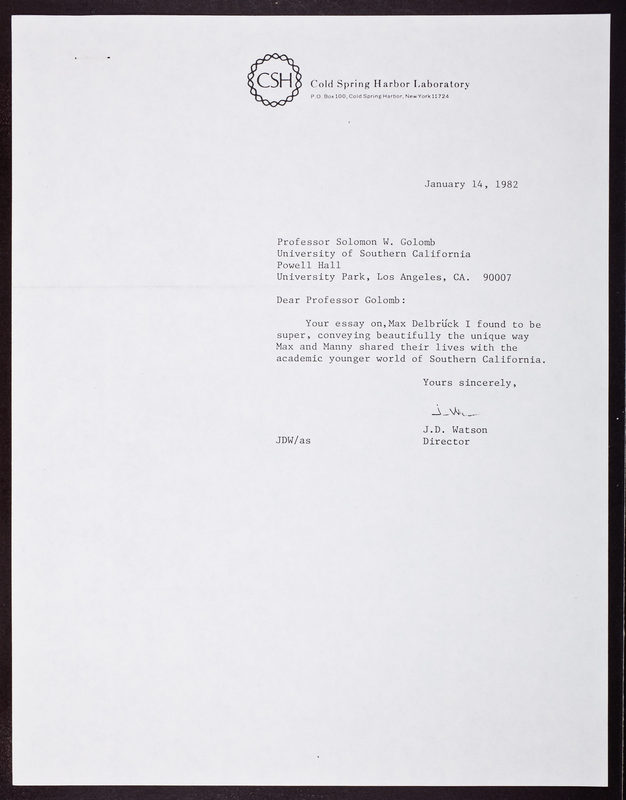 CSH
Cold Spring Harbor Laboratory
P.O. Box 100, Cold Spring Harbor, New York 11724
January 14, 1982
Professor Solomon W. Golomb
University of Southern California
Powell Hall
University Park, Los Angeles, CA. 90007
Dear Professor Golomb:
Your essay on,Max Delbrück I found to be
super, conveying beautifully the unique way
Max and Manny shared their lives with the
academic younger world of Southern California.
Yours sincerely,
J.D. Watson
JDW/as
Director